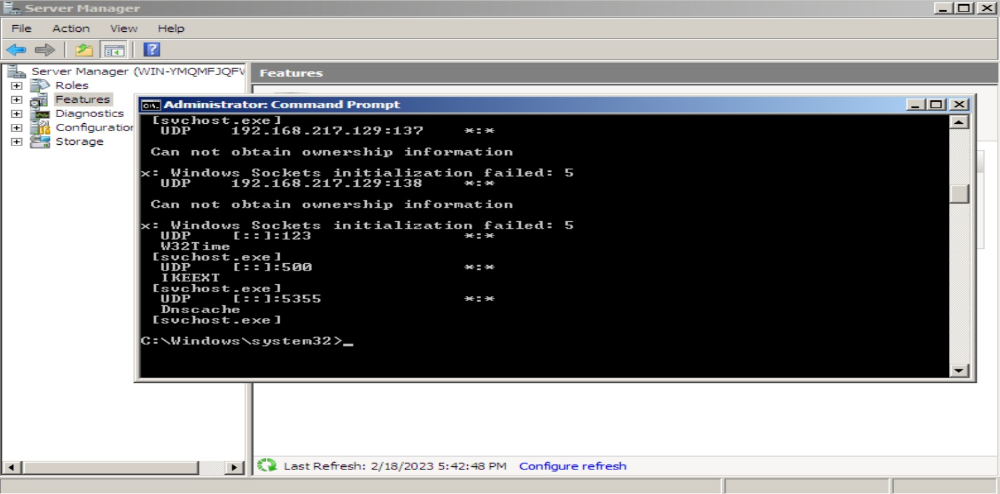 Server Manager
File Action View Help
Server Manager (WIN-YMQMFJQFW
Features
Roles
Features
Diagnostics
Configuration
Storage
Administrator: Command Prompt
[svchost.exe]
UDP 192.168.217.129:137 *:*
Can not obtain ownership information
x: Windows Sockets initialization failed: 5
UDP 192.168.217.129:138 *:*
Can not obtain ownership information
x: Windows Sockets initialization failed: 5
UDP [::]:123 *:*
W32Time
[svchost.exe]
UDP [::]:500 *:*
IKEEXT
[svchost.exe]
UDP [::]:5355 *:*
Dnscache
[svchost.exe]
C:\Windows\system32>_
Last Refresh: 2/18/2023 5:42:48 PM Configure refresh